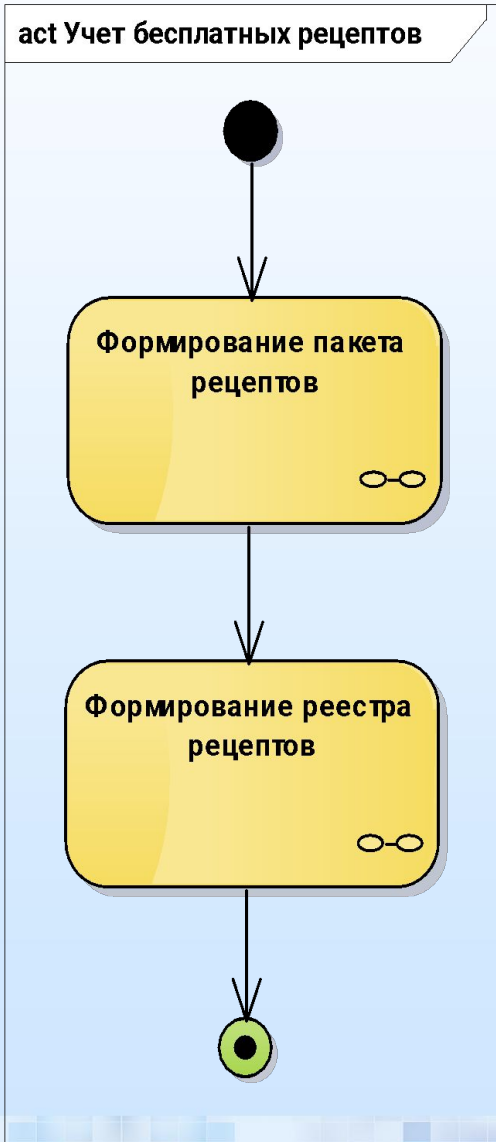 act Учет бесплатных рецептов
Формирование пакета
рецептов
Формирование реестра
рецептов